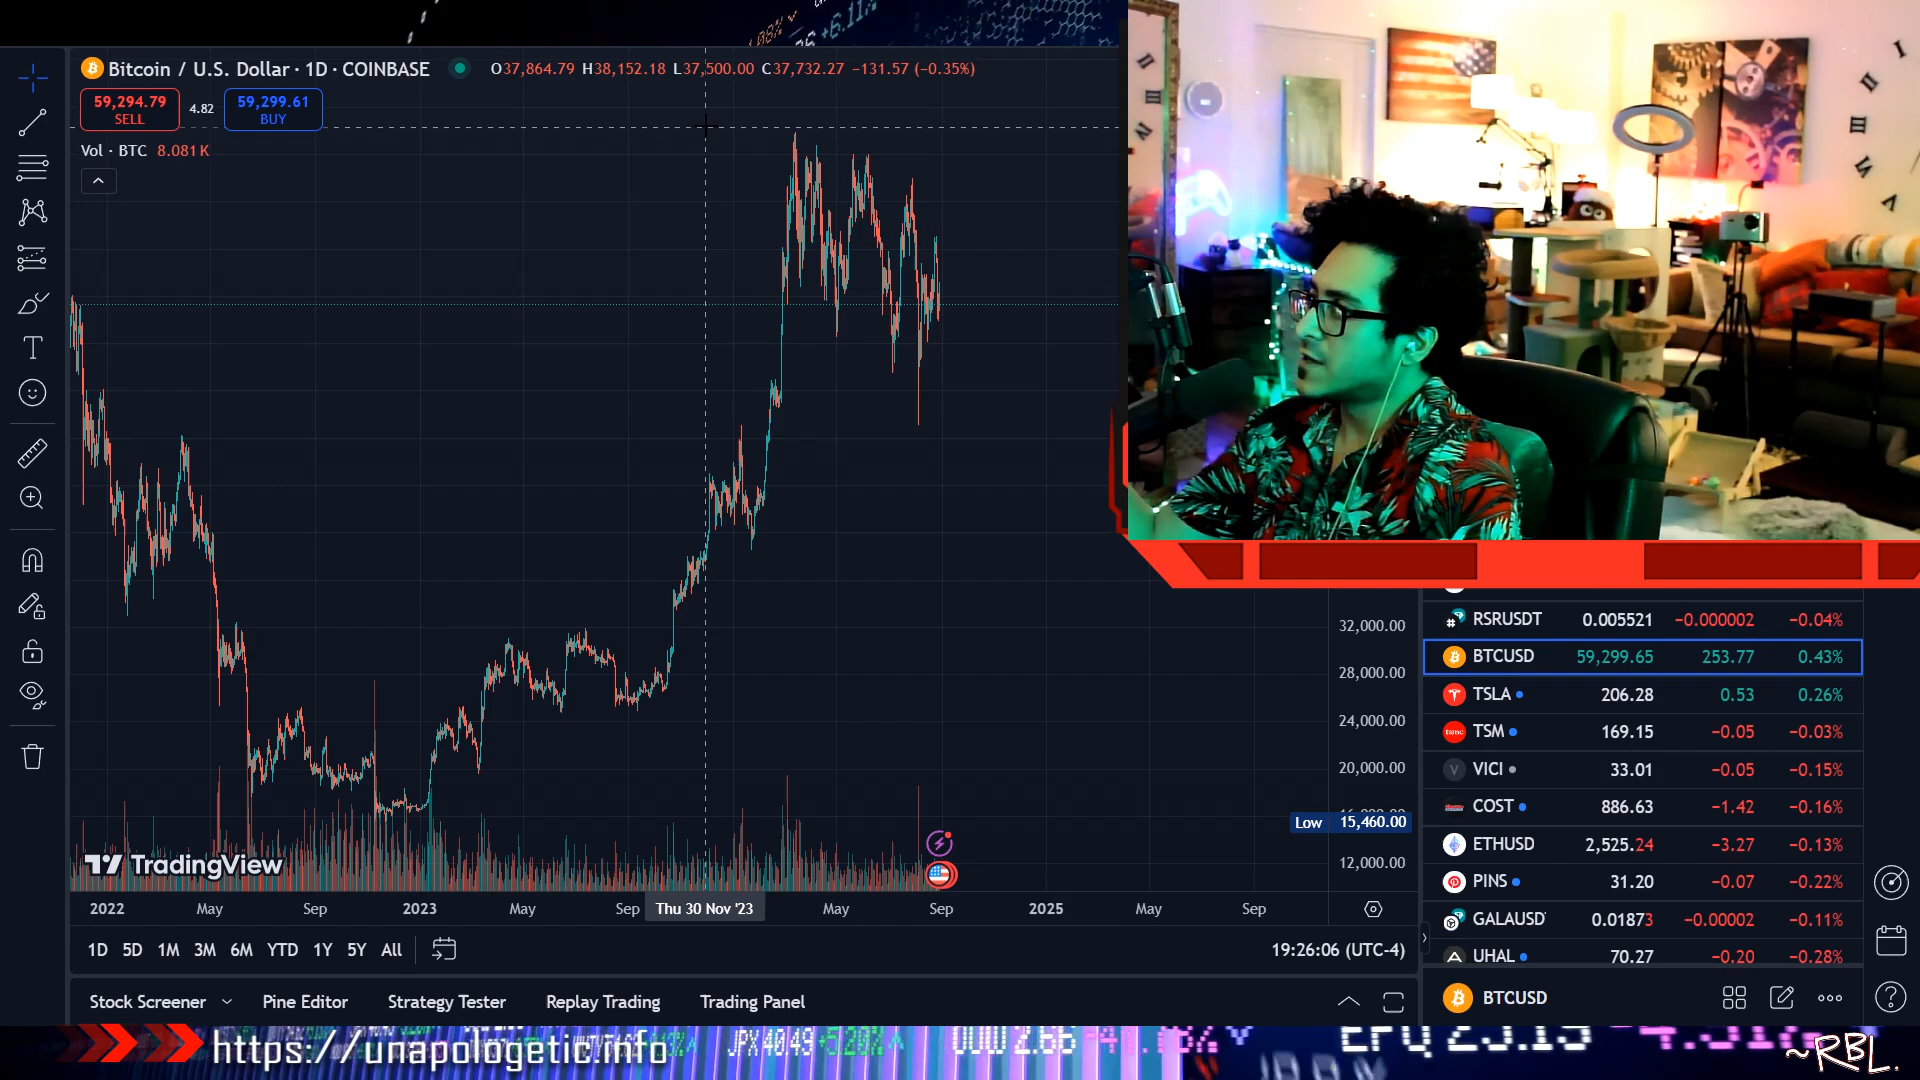 +6.11%
Bitcoin / U.S. Dollar · 1D · COINBASE O37,864.79 H38,152.18 L37,500.00 C37,732.27 −131.57 (−0.35%)
59,294.79 SELL
4.82
59,299.61 BUY
Vol · BTC 8.081K
32,000.00
28,000.00
24,000.00
20,000.00
Low 15,460.00
12,000.00
TradingView
2022 May Sep 2023 May Sep Thu 30 Nov '23 May Sep 2025 May Sep
1D 5D 1M 3M 6M YTD 1Y 5Y All 19:26:06 (UTC-4)
Stock Screener Pine Editor Strategy Tester Replay Trading Trading Panel
RSRUSDT 0.005521 −0.000002 −0.04%
BTCUSD 59,299.65 253.77 0.43%
TSLA 206.28 0.53 0.26%
TSM 169.15 −0.05 −0.03%
VICI 33.01 −0.05 −0.15%
COST 886.63 −1.42 −0.16%
ETHUSD 2,525.24 −3.27 −0.13%
PINS 31.20 −0.07 −0.22%
GALAUSD 0.01873 −0.00002 −0.11%
UHAL 70.27 −0.20 −0.28%
BTCUSD
https://unapologetic.info
~RBL.